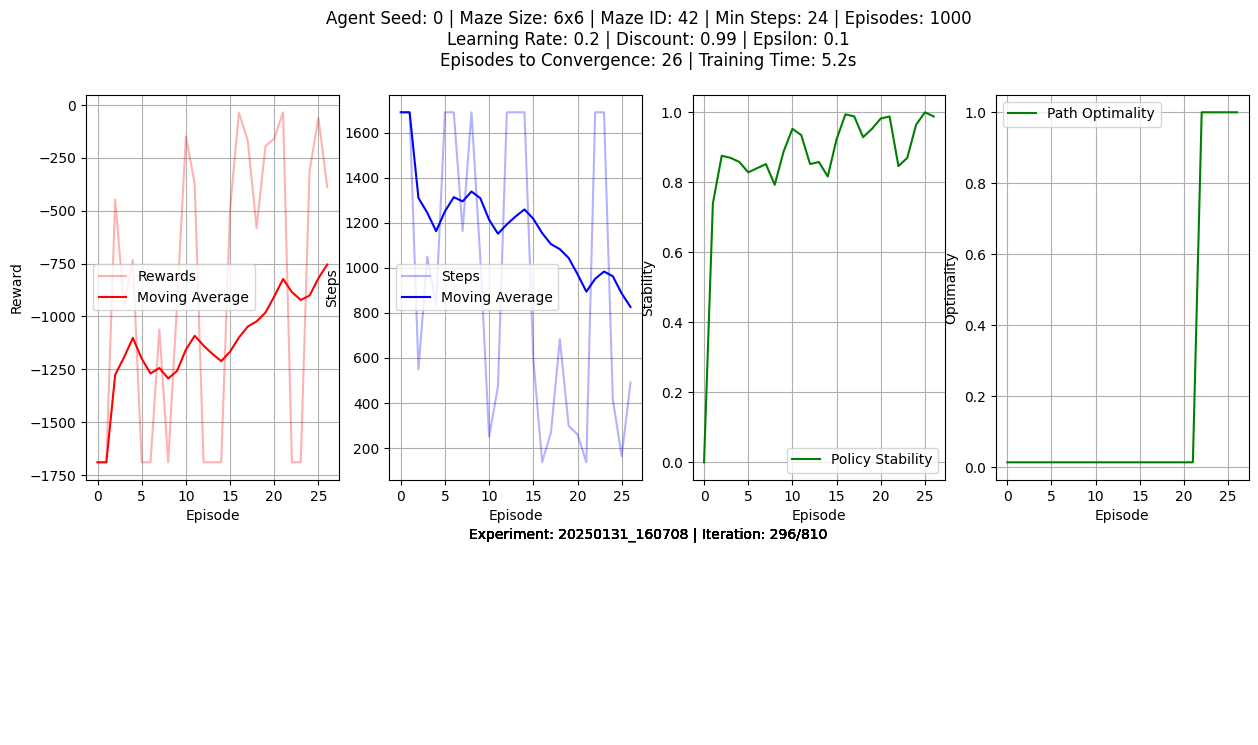 Agent Seed: 0 | Maze Size: 6x6 | Maze ID: 42 | Min Steps: 24 | Episodes: 1000
Learning Rate: 0.2 | Discount: 0.99 | Epsilon: 0.1
Episodes to Convergence: 26 | Training Time: 5.2s
Reward
0
−250
−500
−750
−1000
−1250
−1500
−1750
Rewards
Moving Average
0 5 10 15 20 25
Episode
Steps
1600
1400
1200
1000
800
600
400
200
Steps
Moving Average
0 5 10 15 20 25
Episode
Stability
1.0
0.8
0.6
0.4
0.2
0.0
Policy Stability
0 5 10 15 20 25
Episode
Optimality
1.0
0.8
0.6
0.4
0.2
0.0
Path Optimality
0 5 10 15 20 25
Episode
Experiment: 20250131_160708 | Iteration: 296/810